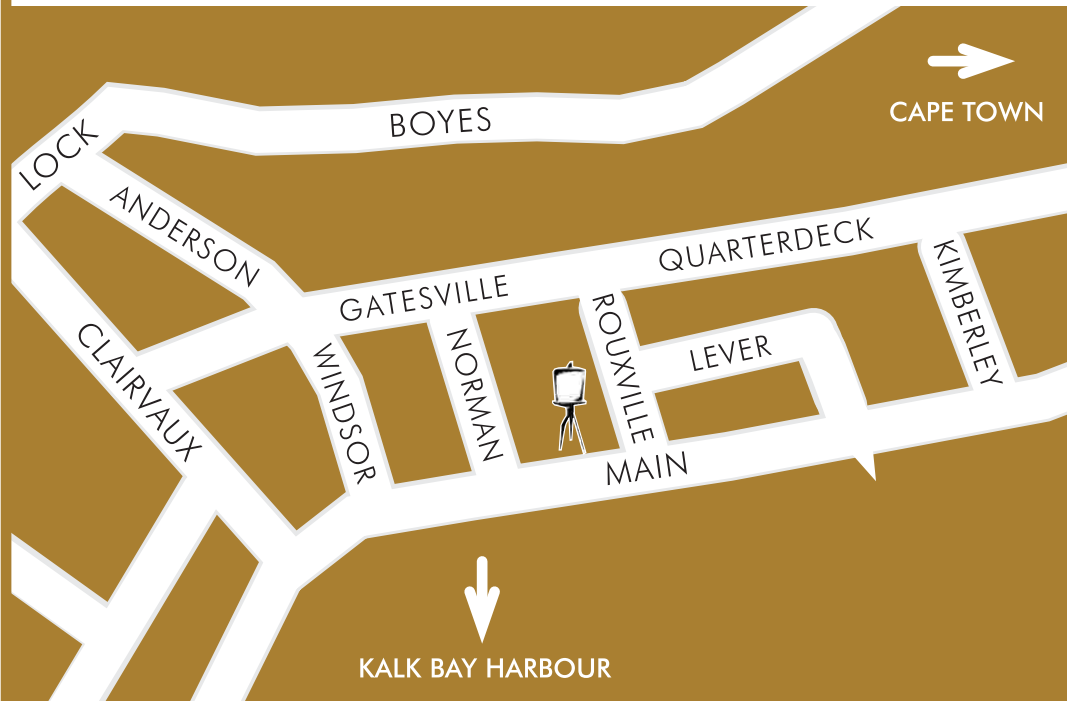 CAPE TOWN
BOYES
LOCK
ANDERSON
QUARTERDECK
GATESVILLE
KIMBERLEY
ROUXVILLE
CLAIRVAUX
NORMAN
WINDSOR
LEVER
MAIN
KALK BAY HARBOUR